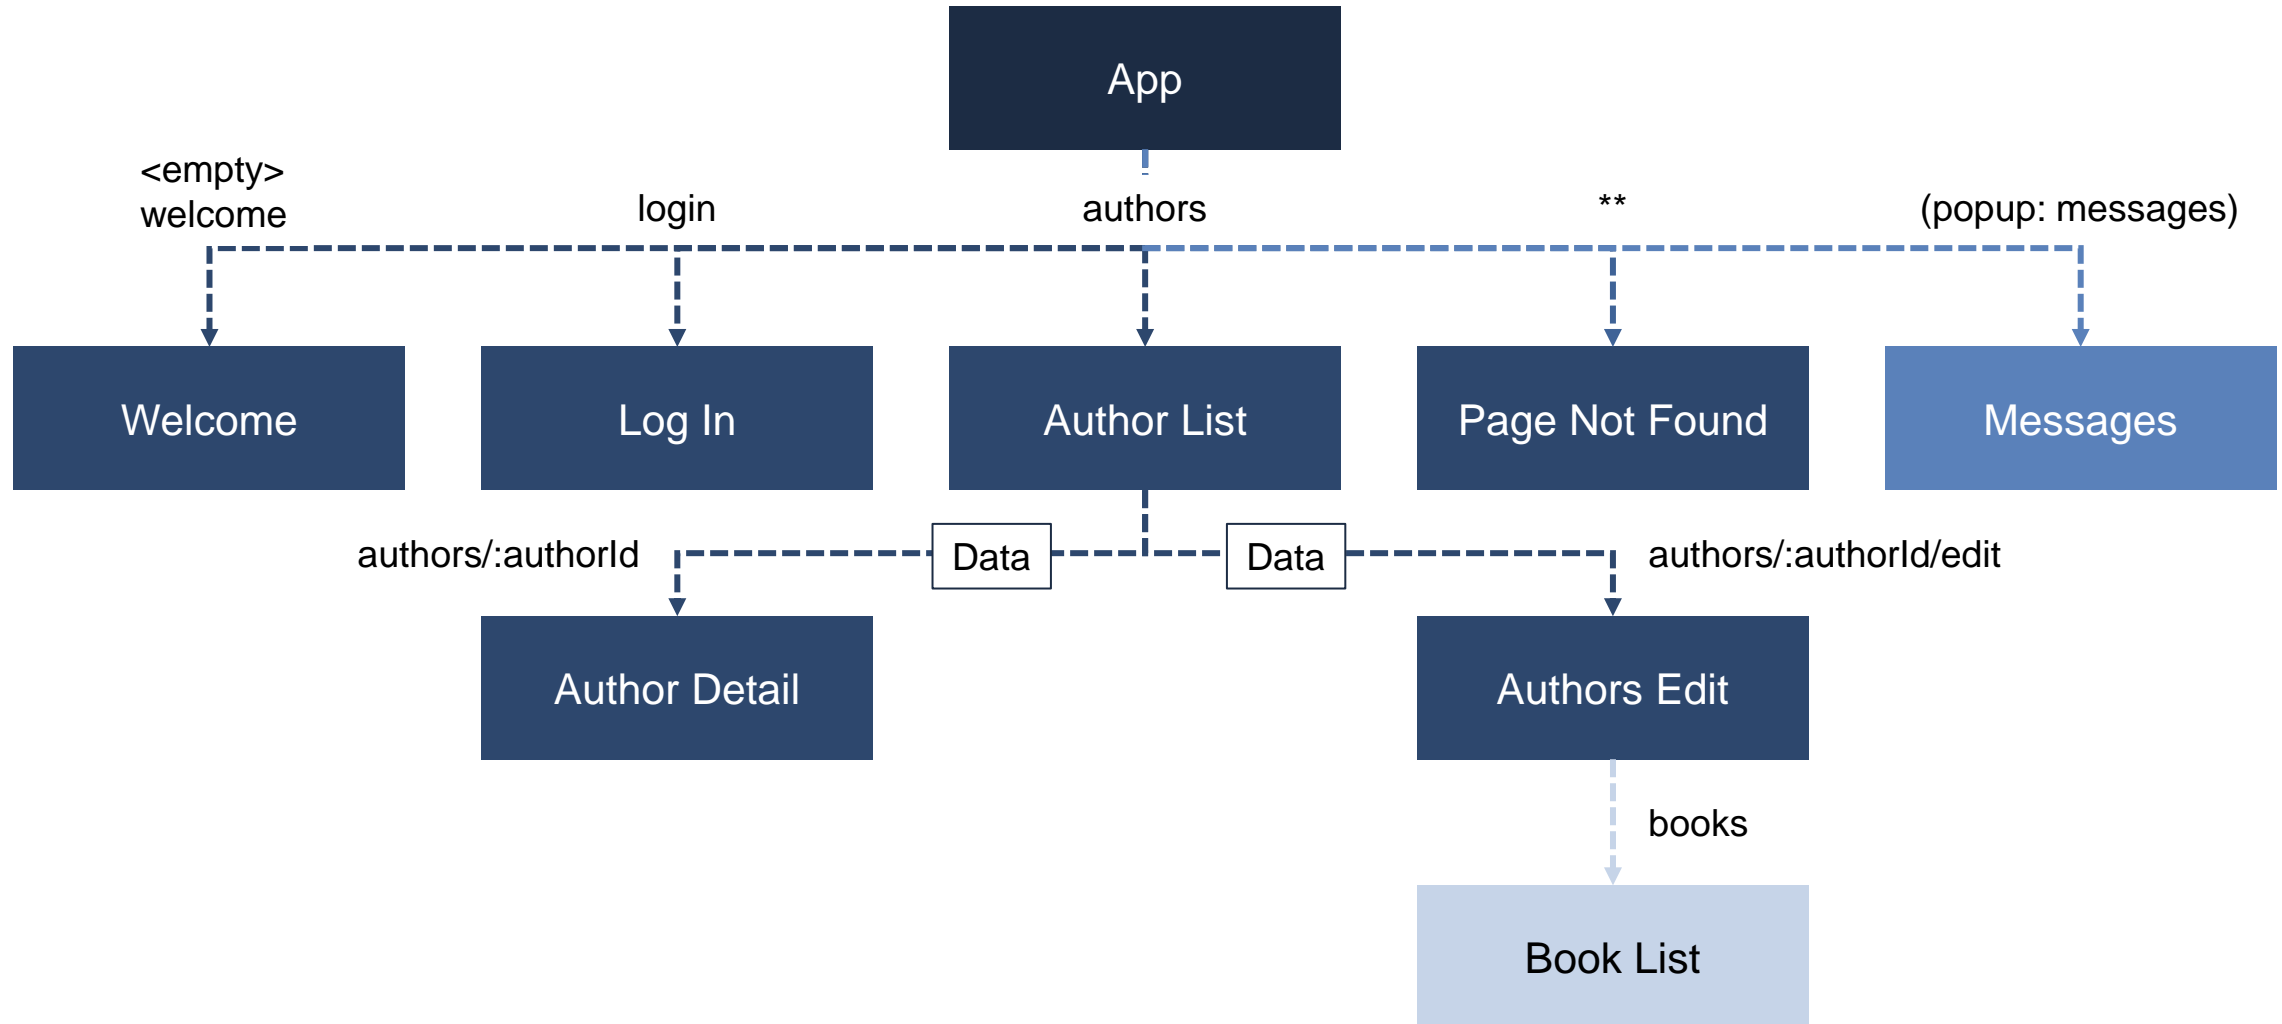 App
<empty>
welcome
login
authors
**
(popup: messages)
Welcome
Log In
Author List
Page Not Found
Messages
authors/:authorId
Data
Data
authors/:authorId/edit
Author Detail
Authors Edit
books
Book List